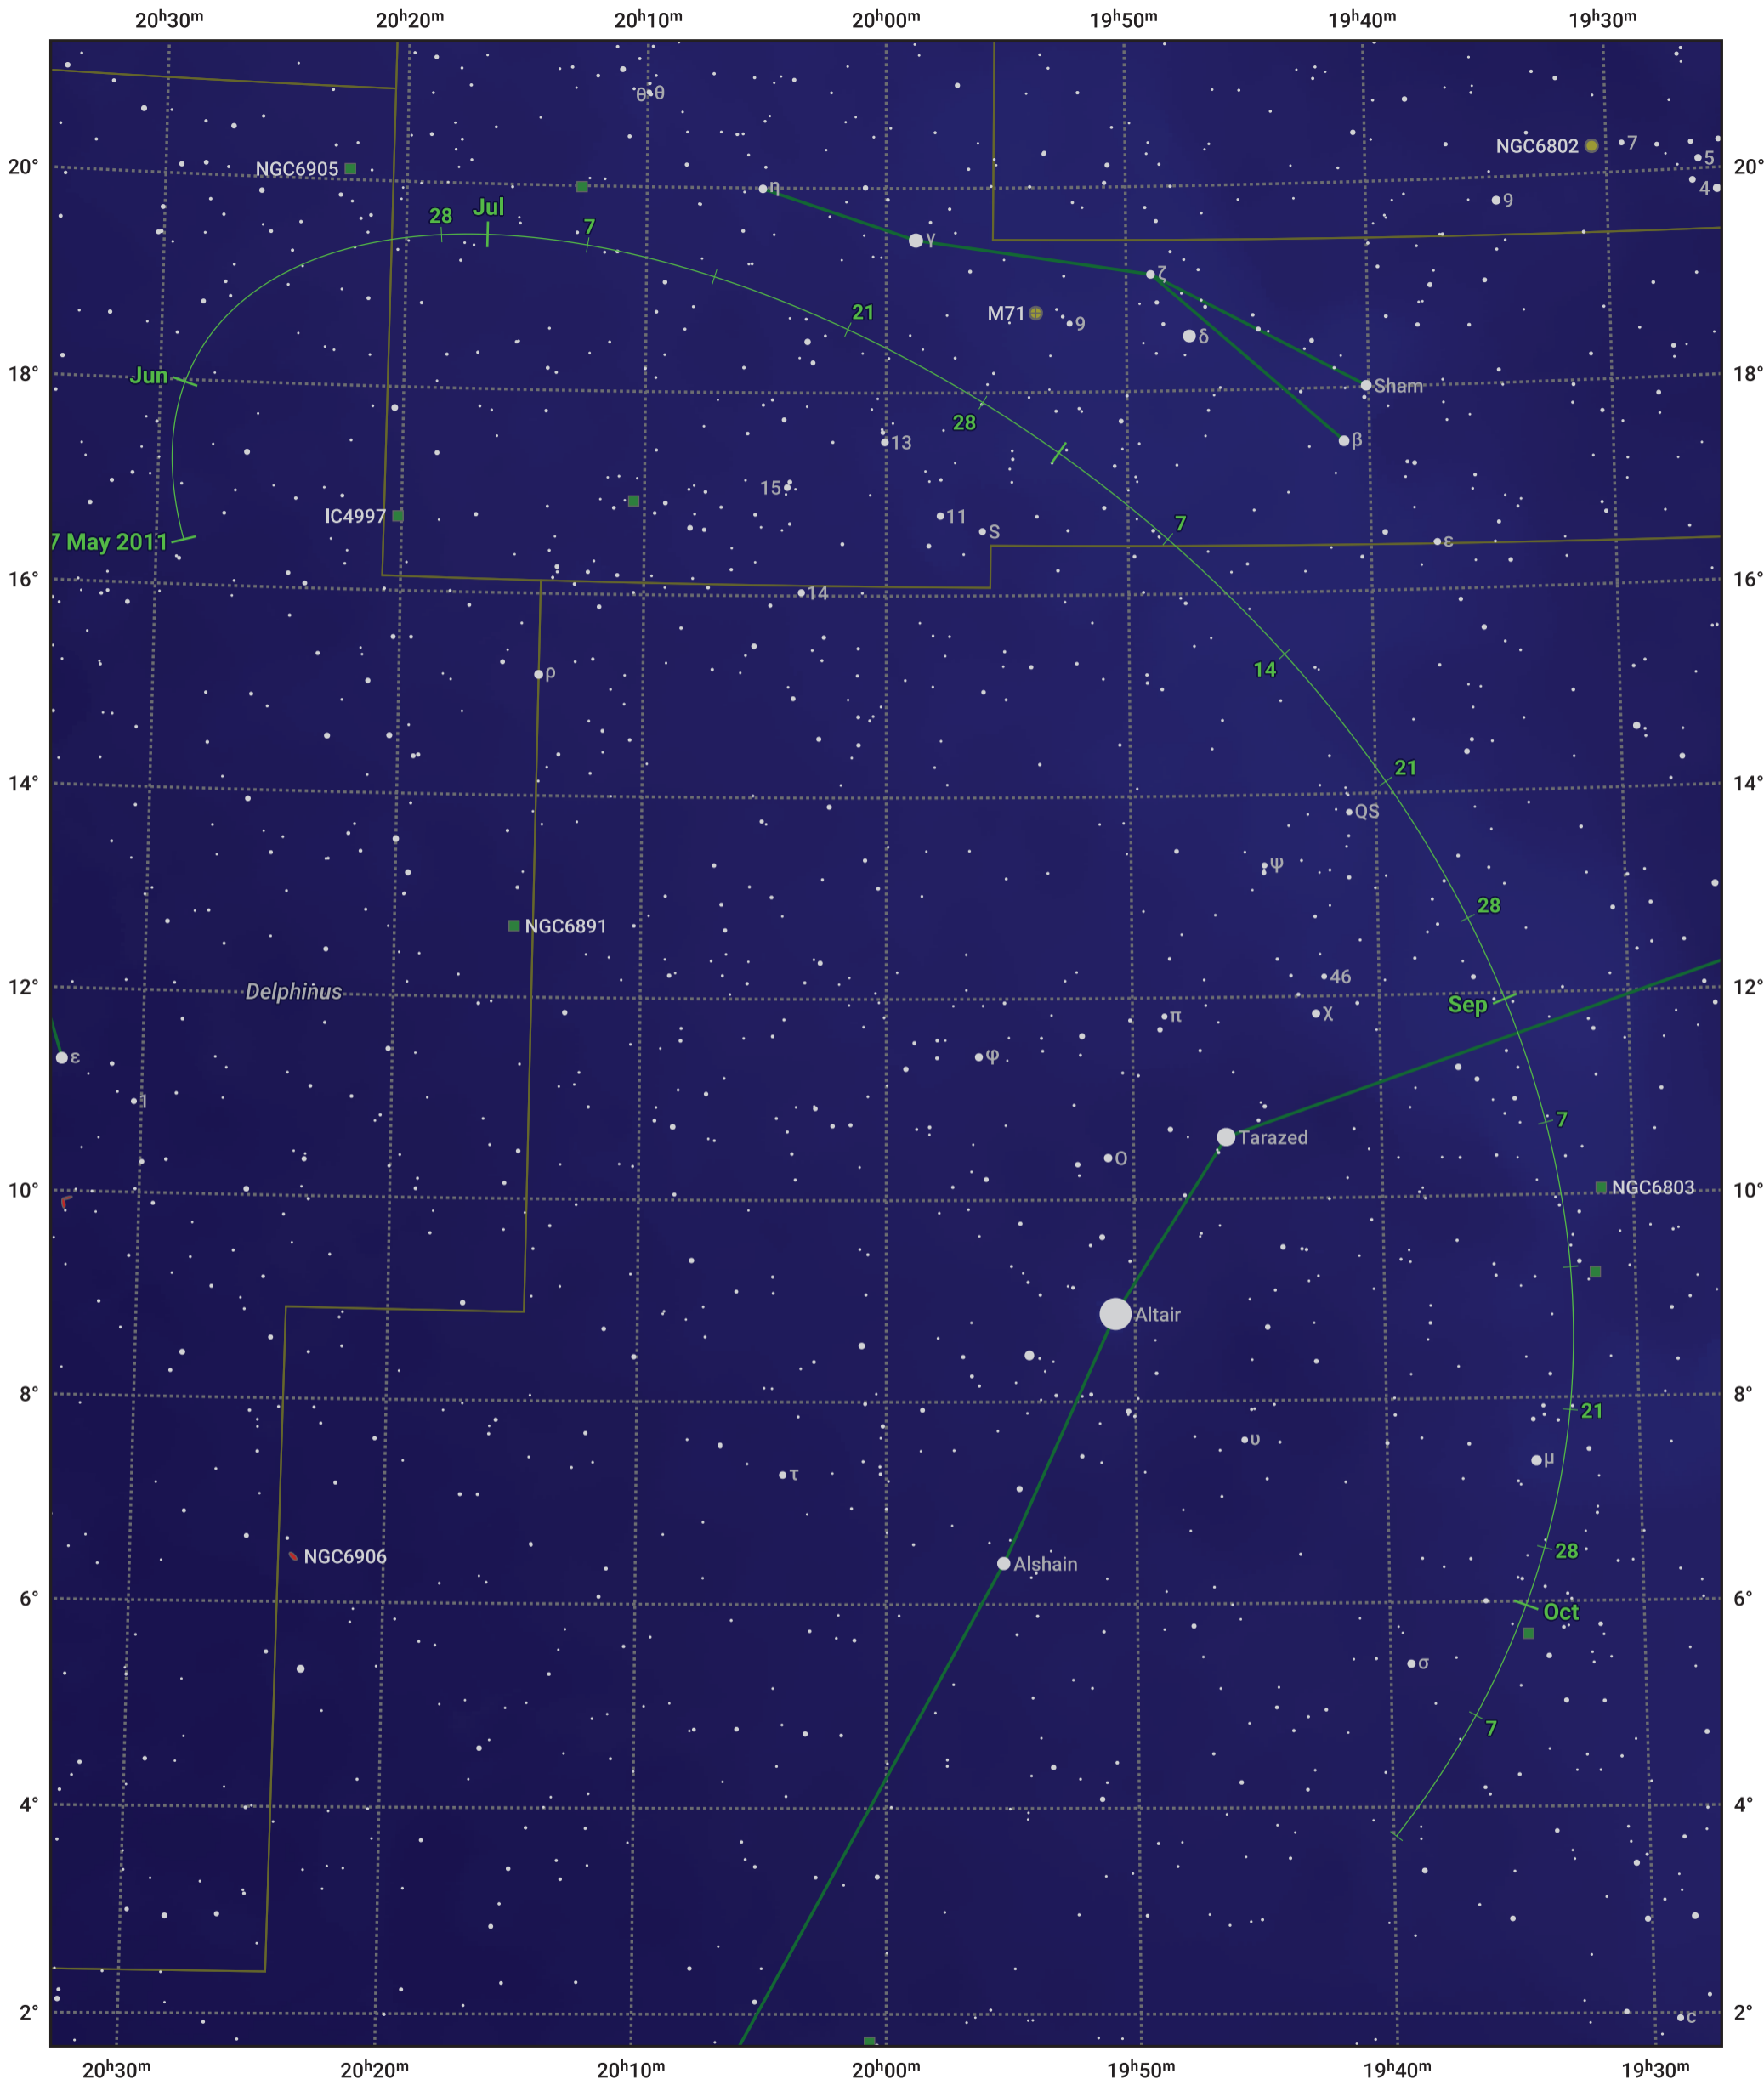 20h30m 20h20m 20h10m 20h00m 19h50m 19h40m 19h30m
θ θ
NGC6802 7
5
20° NGC6905 20°
η 4
9
28 Jul
7 γ
ζ
M71 9
21
δ
18° Jun 18°
Sham
28
13 β
15
11
S
7
7 May 2011 ε
IC4997
16° 16°
14
14
ρ
21
14° 14°
QS
ψ
28
NGC6891
46
12° Delphinus 12°
Sep
π χ
ε φ
1
7
Tarazed
O
10° NGC6803 10°
Altair
8° 8°
21
υ
μ
τ
28
NGC6906 Alshain
6° 6°
Oct
σ
7
4° 4°
2° 2°
c
20h30m 20h20m 20h10m 20h00m 19h50m 19h40m 19h30m